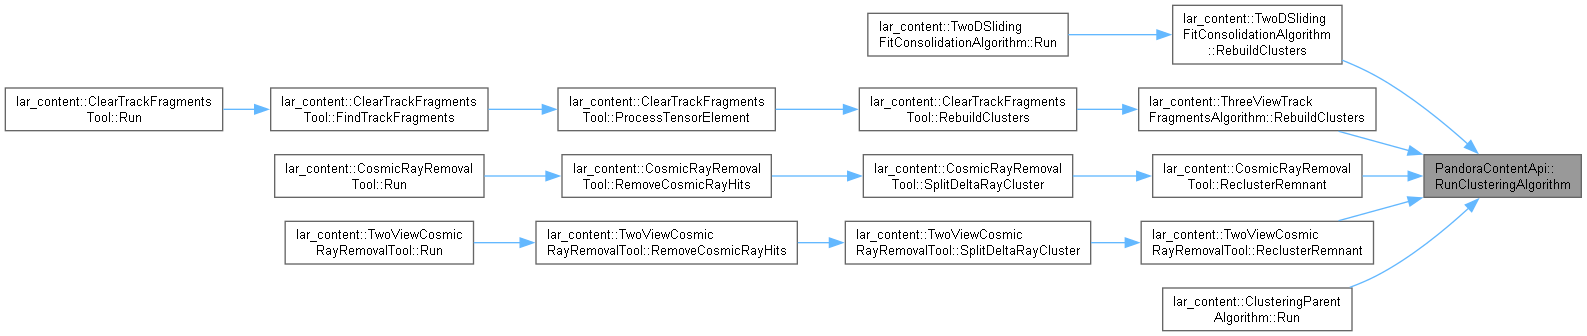 lar_content::TwoDSliding
FitConsolidationAlgorithm::Run
lar_content::TwoDSliding
FitConsolidationAlgorithm
::RebuildClusters
lar_content::ClearTrackFragments
Tool::Run
lar_content::ClearTrackFragments
Tool::FindTrackFragments
lar_content::ClearTrackFragments
Tool::ProcessTensorElement
lar_content::ClearTrackFragments
Tool::RebuildClusters
lar_content::ThreeViewTrack
FragmentsAlgorithm::RebuildClusters
lar_content::CosmicRayRemoval
Tool::Run
lar_content::CosmicRayRemoval
Tool::RemoveCosmicRayHits
lar_content::CosmicRayRemoval
Tool::SplitDeltaRayCluster
lar_content::CosmicRayRemoval
Tool::ReclusterRemnant
PandoraContentApi::
RunClusteringAlgorithm
lar_content::TwoViewCosmic
RayRemovalTool::Run
lar_content::TwoViewCosmic
RayRemovalTool::RemoveCosmicRayHits
lar_content::TwoViewCosmic
RayRemovalTool::SplitDeltaRayCluster
lar_content::TwoViewCosmic
RayRemovalTool::ReclusterRemnant
lar_content::ClusteringParent
Algorithm::Run